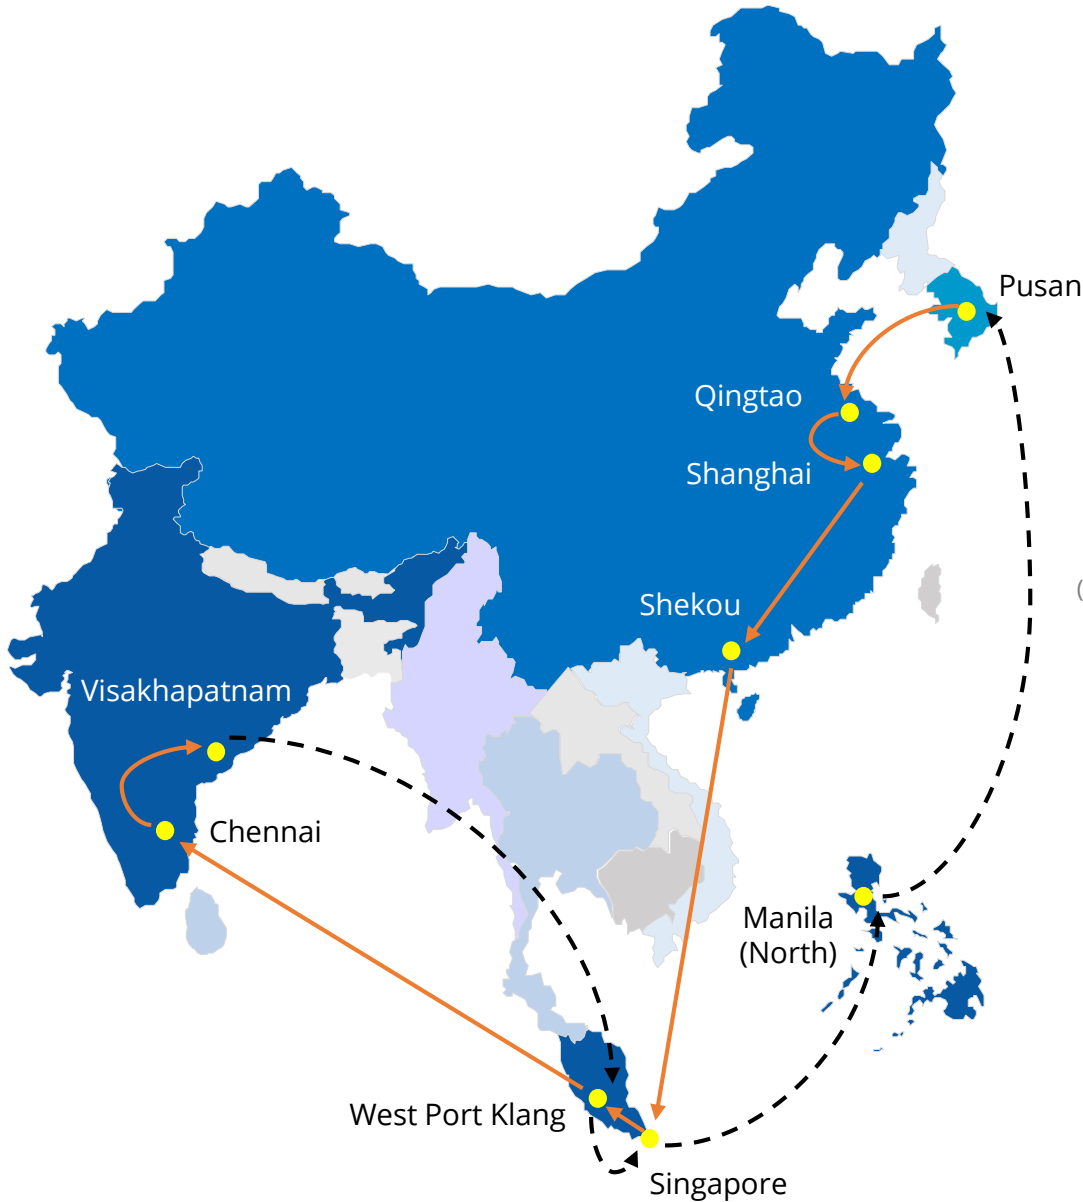 Pusan
Qingtao
Shanghai
(
Shekou
Visakhapatnam
Chennai
Manila
(North)
West Port Klang
Singapore